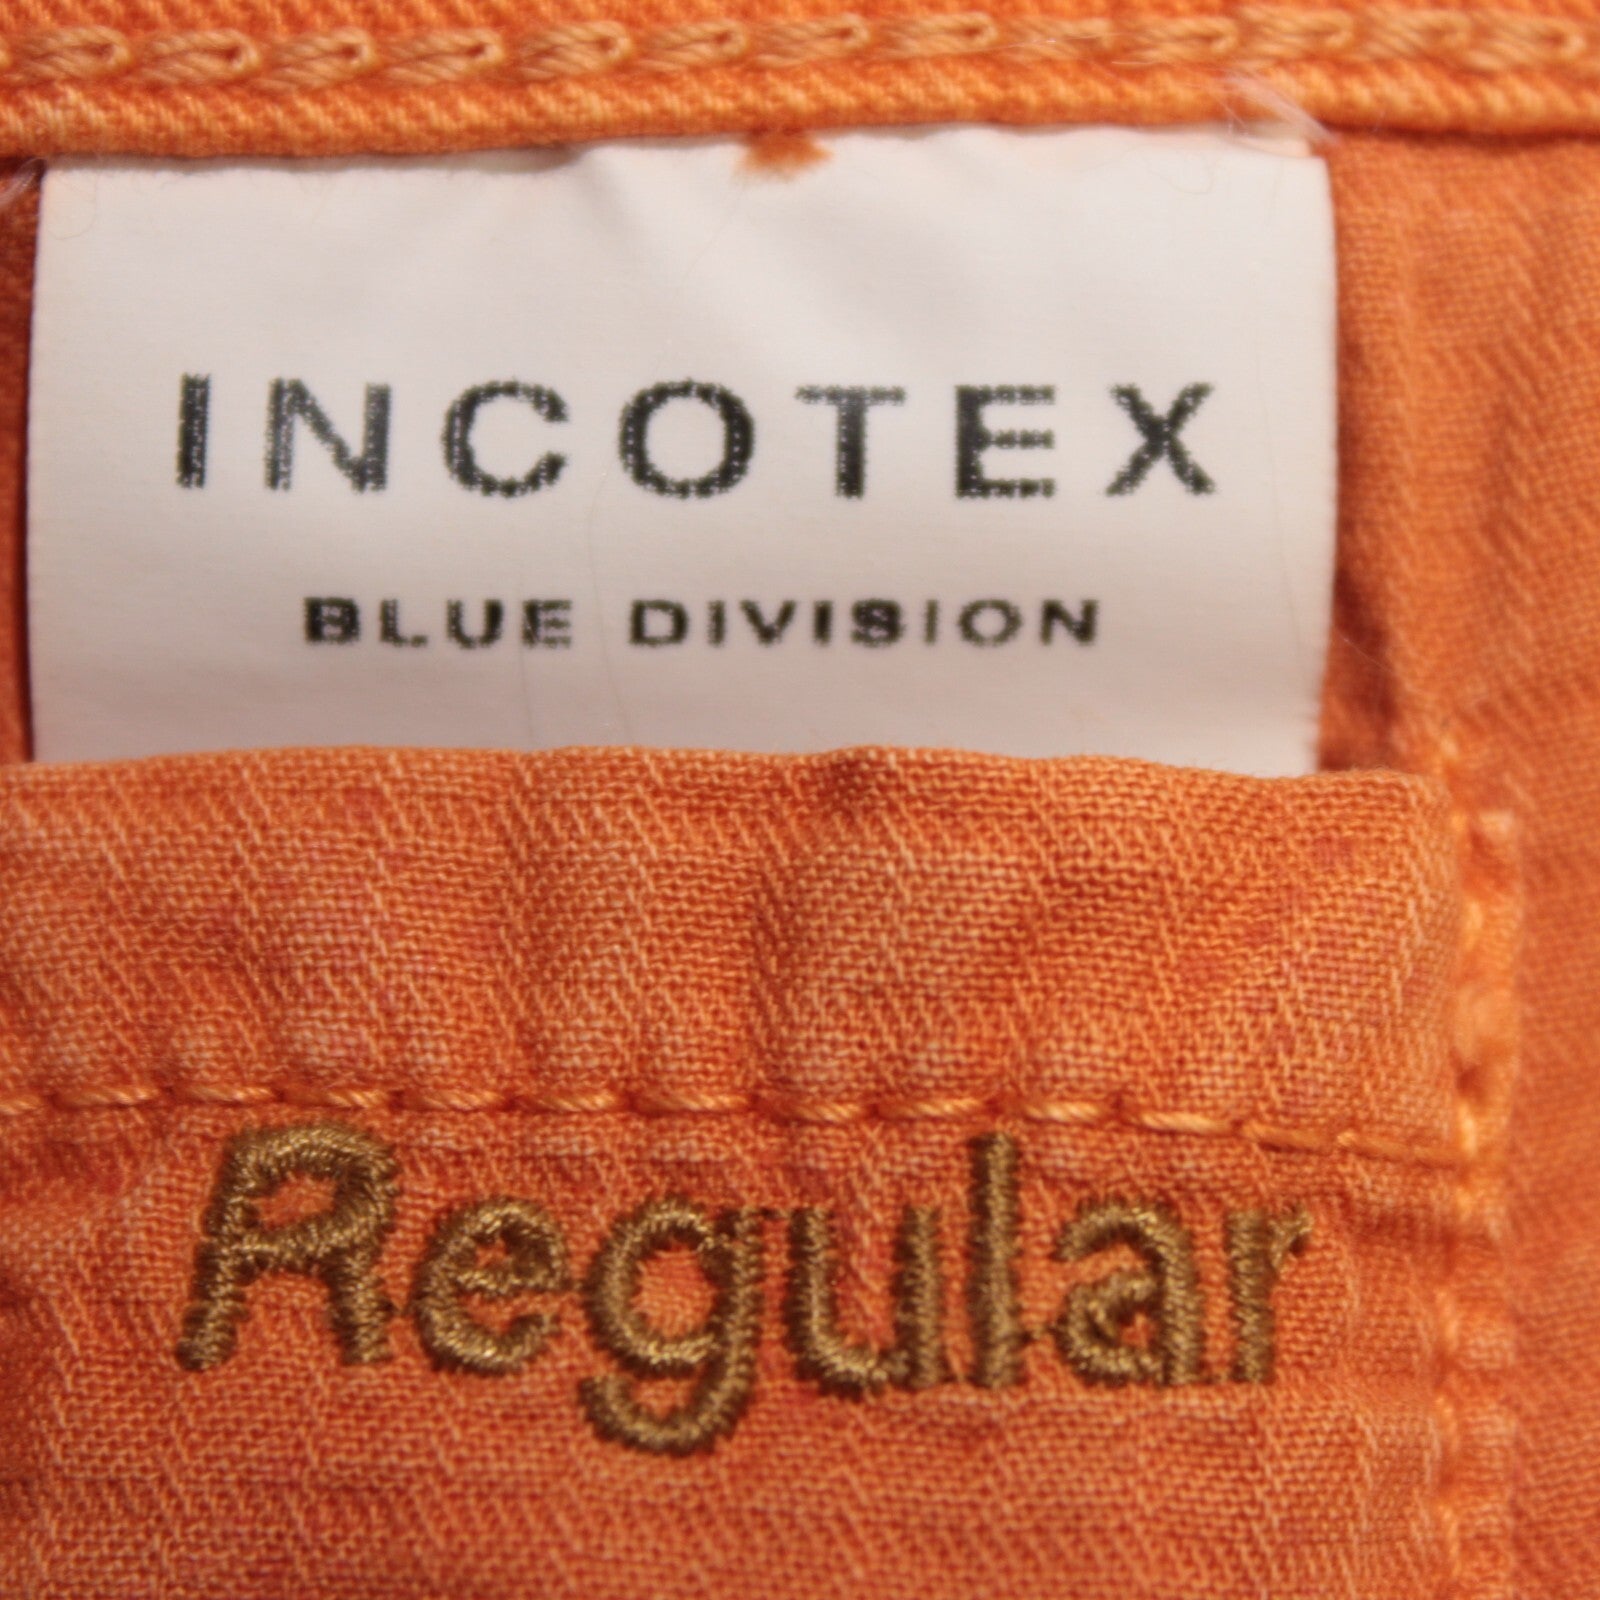 INCOTEX
BLUE DIVISION
Regular